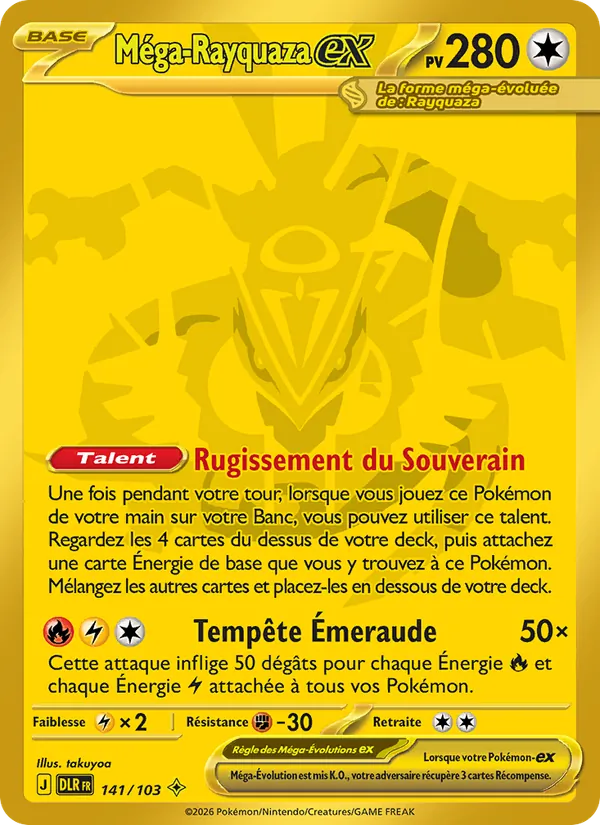 BASE
Méga-Rayquaza ex
PV 280
La forme méga-évoluée
de : Rayquaza
Talent Rugissement du Souverain
Une fois pendant votre tour, lorsque vous jouez ce Pokémon
de votre main sur votre Banc, vous pouvez utiliser ce talent.
Regardez les 4 cartes du dessus de votre deck, puis attachez
une carte Énergie de base que vous y trouvez à ce Pokémon.
Mélangez les autres cartes et placez-les en dessous de votre deck.
Tempête Émeraude 50×
Cette attaque inflige 50 dégâts pour chaque Énergie et
chaque Énergie attachée à tous vos Pokémon.
Faiblesse ×2 Résistance -30 Retraite
Illus. takuyoa
J DLR FR 141/103
Règle des Méga-Évolutions ex
Lorsque votre Pokémon-ex
Méga-Évolution est mis K.O., votre adversaire récupère 3 cartes Récompense.
©2026 Pokémon/Nintendo/Creatures/GAME FREAK